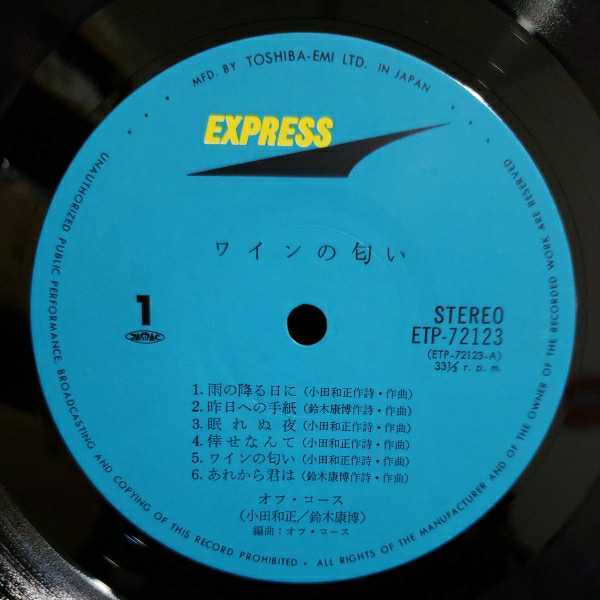 MFD. BY TOSHIBA-EMI LTD. IN JAPAN
EXPRESS
ワインの匂い
1
STEREO
ETP-72123
(ETP-72123-A)
33⅓ r.p.m.
1. 雨の降る日に(小田和正作詩・作曲)
2. 昨日への手紙(鈴木康博作詩・作曲)
3. 眠れぬ夜(小田和正作詩・作曲)
4. 倖せなんて(小田和正作詩・作曲)
5. ワインの匂い(小田和正作詩・作曲)
6. あれから君は(鈴木康博作詩・作曲)
オフ・コース
(小田和正/鈴木康博)
編曲:オフ・コース
UNAUTHORIZED PUBLIC PERFORMANCE, BROADCASTING AND COPYING OF THIS RECORD PROHIBITED • ALL RIGHTS OF THE MANUFACTURER AND OF THE OWNER OF THE RECORDED WORK ARE RESERVED